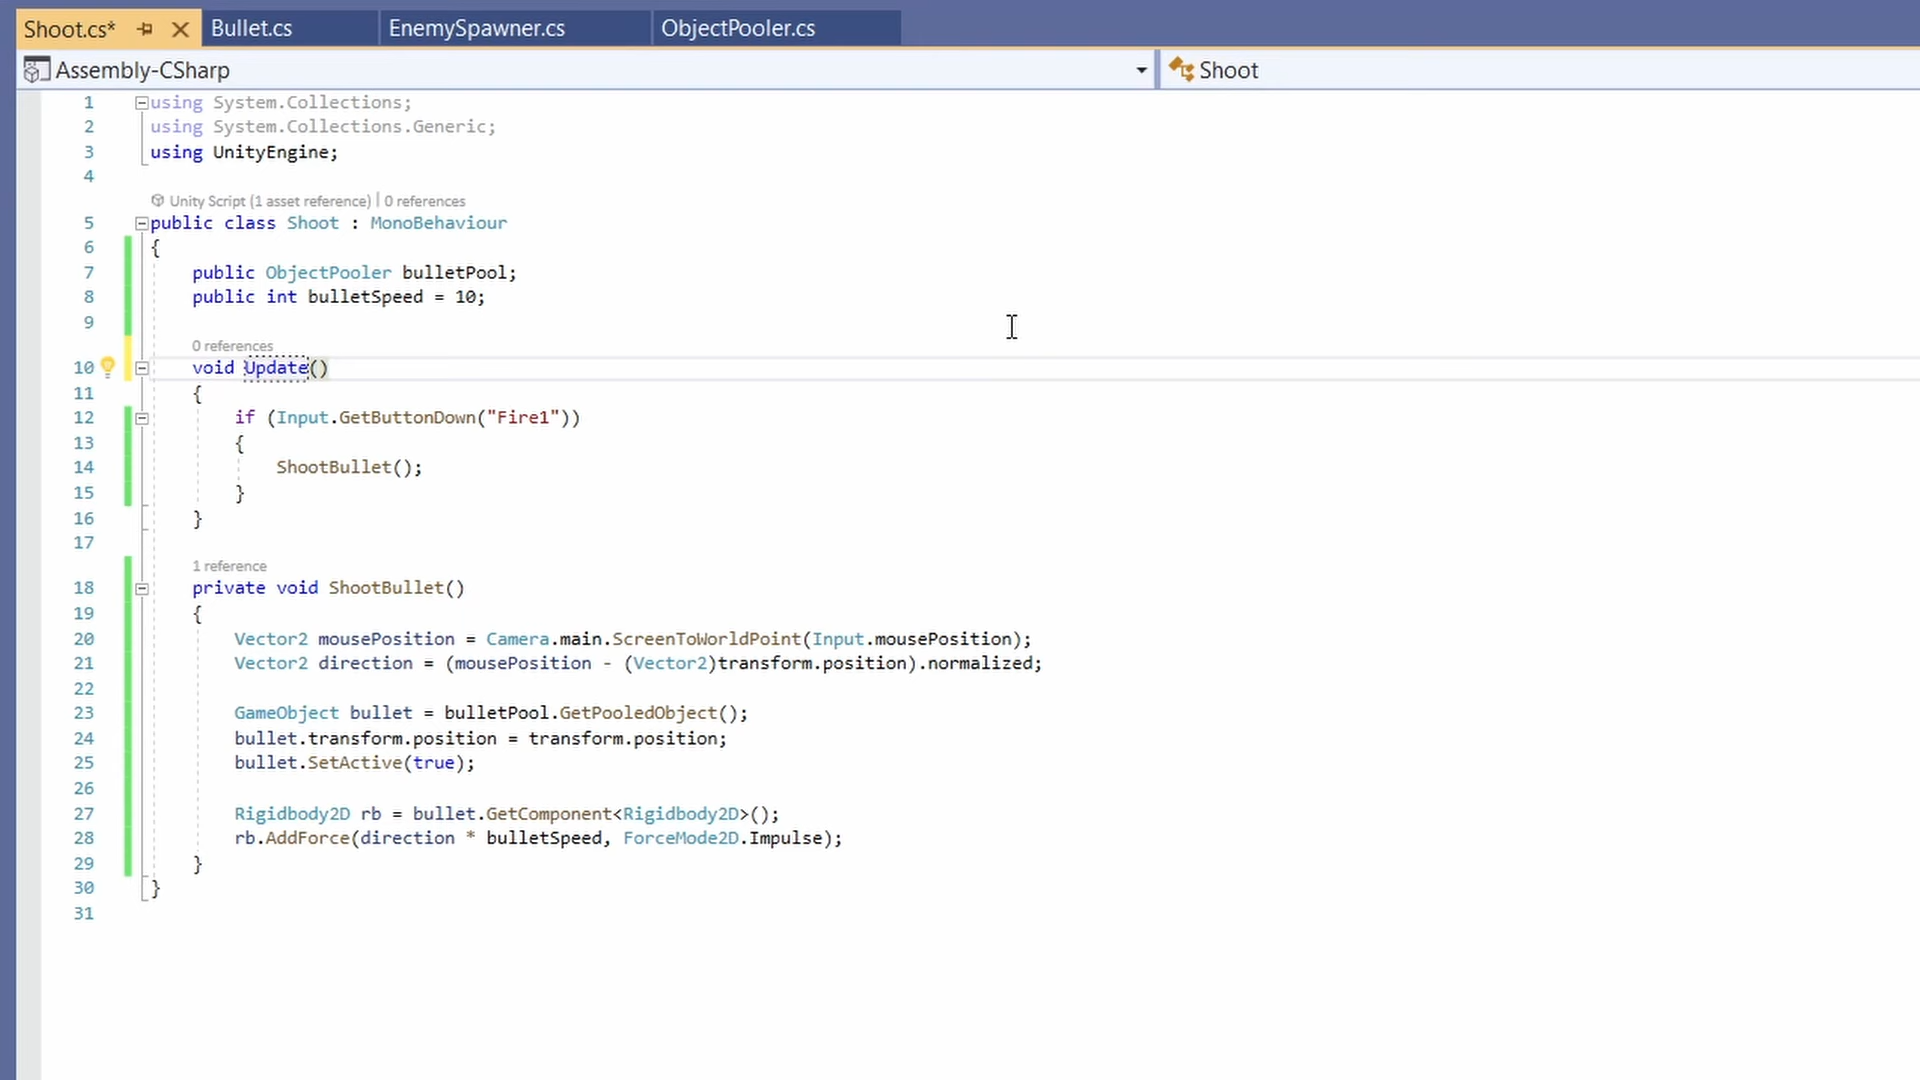 Shoot.cs* Bullet.cs EnemySpawner.cs ObjectPooler.cs
Assembly-CSharp Shoot
1 using System.Collections;
2 using System.Collections.Generic;
3 using UnityEngine;
4
Unity Script (1 asset reference) | 0 references
5 public class Shoot : MonoBehaviour
6 {
7 public ObjectPooler bulletPool;
8 public int bulletSpeed = 10;
9
0 references
10 void Update()
11 {
12 if (Input.GetButtonDown("Fire1"))
13 {
14 ShootBullet();
15 }
16 }
17
1 reference
18 private void ShootBullet()
19 {
20 Vector2 mousePosition = Camera.main.ScreenToWorldPoint(Input.mousePosition);
21 Vector2 direction = (mousePosition - (Vector2)transform.position).normalized;
22
23 GameObject bullet = bulletPool.GetPooledObject();
24 bullet.transform.position = transform.position;
25 bullet.SetActive(true);
26
27 Rigidbody2D rb = bullet.GetComponent<Rigidbody2D>();
28 rb.AddForce(direction * bulletSpeed, ForceMode2D.Impulse);
29 }
30 }
31